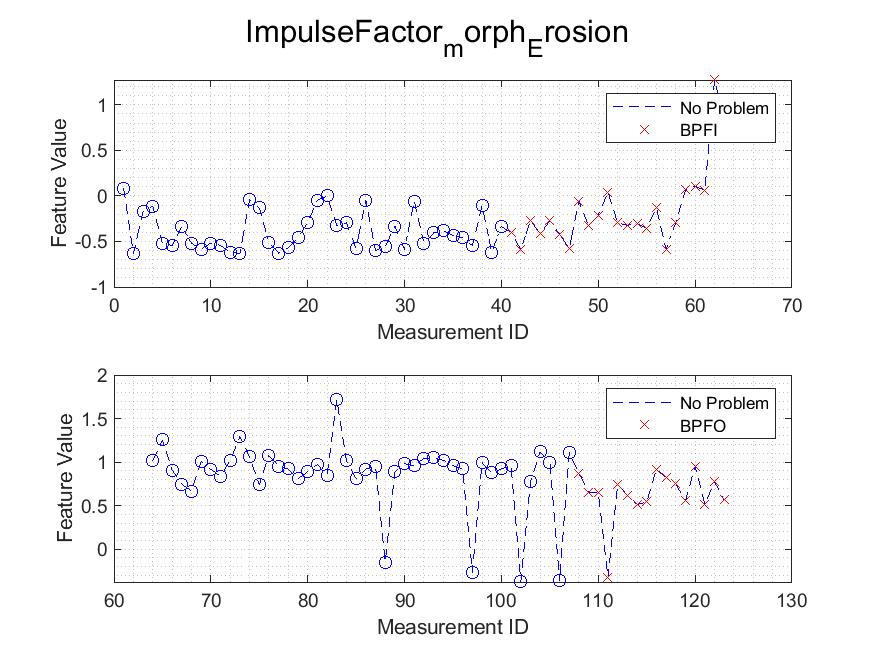 ImpulseFactor_morph_Erosion
1
0.5
0
-0.5
-1
Feature Value
No Problem
BPFI
0 10 20 30 40 50 60 70
Measurement ID
2
1.5
1
0.5
0
Feature Value
No Problem
BPFO
60 70 80 90 100 110 120 130
Measurement ID